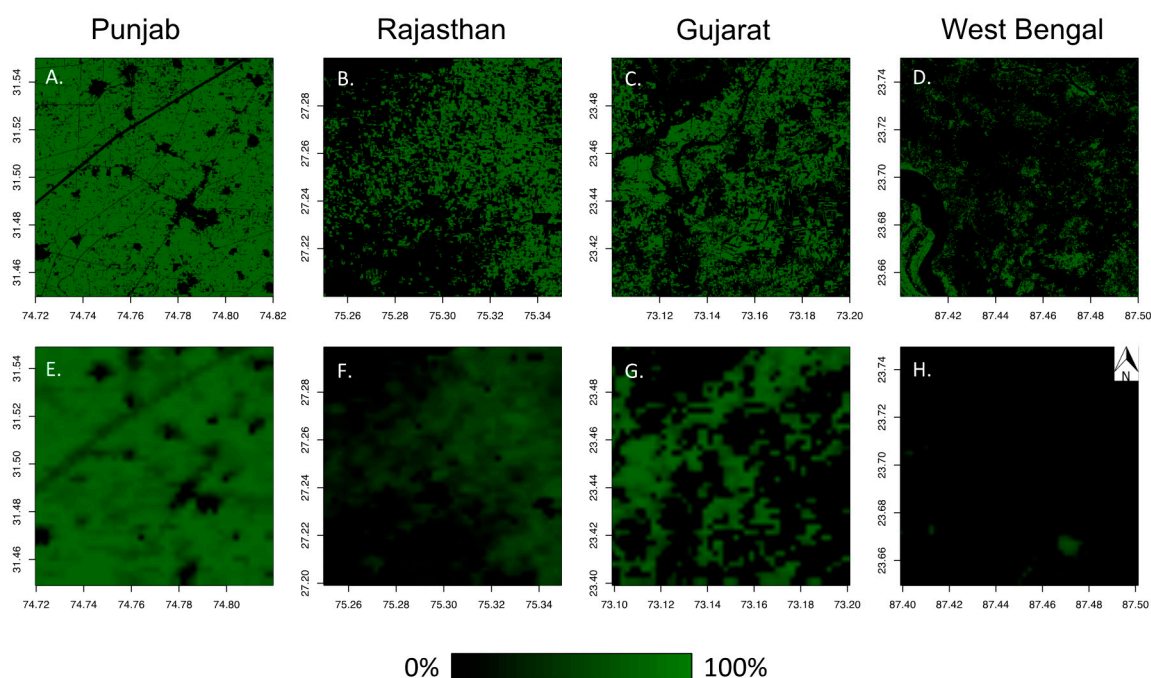 Punjab Rajasthan Gujarat West Bengal
A. B. C. D.
31.54 31.52 31.50 31.48 31.46
27.28 27.26 27.24 27.22
23.48 23.46 23.44 23.42
23.74 23.72 23.70 23.68 23.66
74.72 74.74 74.76 74.78 74.80 74.82
75.26 75.28 75.30 75.32 75.34
73.12 73.14 73.16 73.18 73.20
87.42 87.44 87.46 87.48 87.50
E. F. G. H.
N
31.54 31.52 31.50 31.48 31.46
27.28 27.26 27.24 27.22 27.20
23.48 23.46 23.44 23.42 23.40
23.74 23.72 23.70 23.68 23.66
74.72 74.74 74.76 74.78 74.80
75.26 75.28 75.30 75.32 75.34
73.10 73.12 73.14 73.16 73.18 73.20
87.40 87.42 87.44 87.46 87.48 87.50
0% 100%